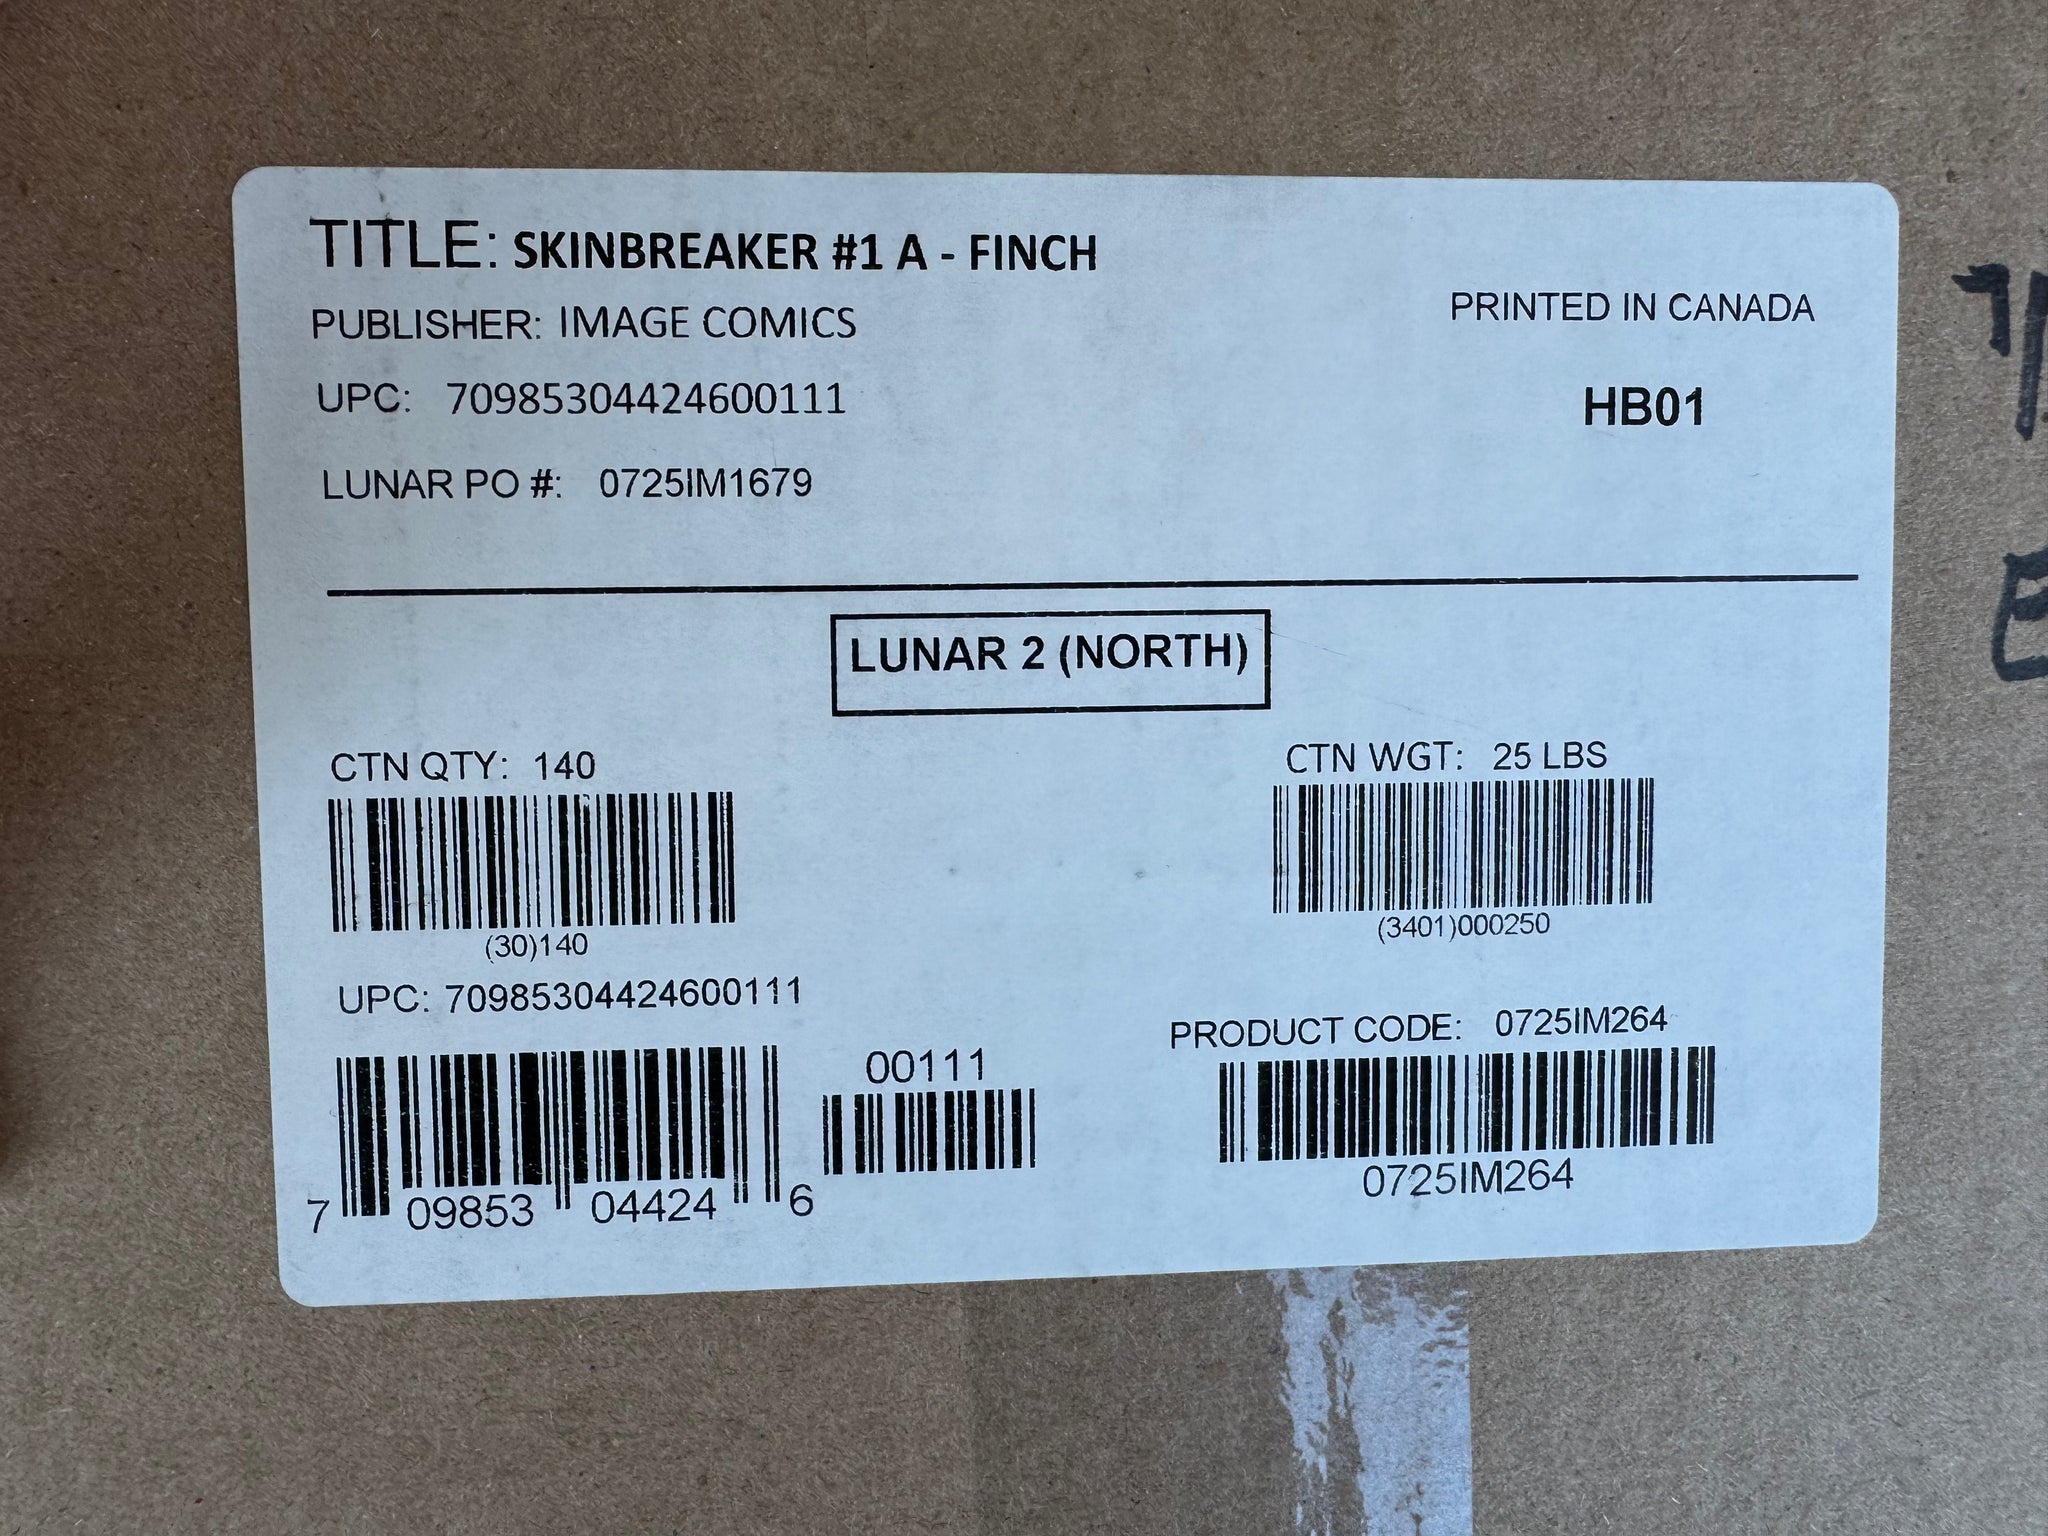 TITLE: SKINBREAKER #1 A - FINCH
PUBLISHER: IMAGE COMICS
PRINTED IN CANADA
UPC: 70985304424600111
HB01
LUNAR PO #: 0725IM1679
LUNAR 2 (NORTH)
CTN QTY: 140
CTN WGT: 25 LBS
(30)140
(3401)000250
UPC: 70985304424600111
PRODUCT CODE: 0725IM264
00111
7 09853 04424 6
0725IM264